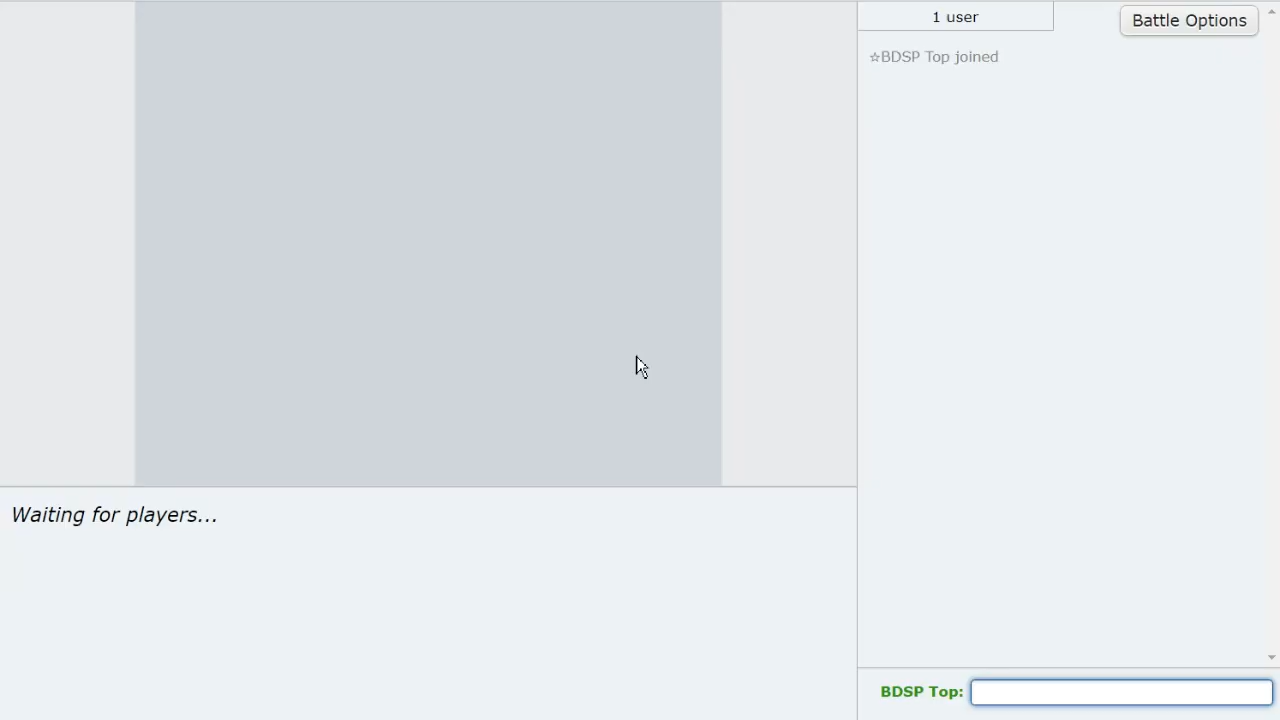 1 user
Battle Options
☆BDSP Top joined
Waiting for players...
BDSP Top: